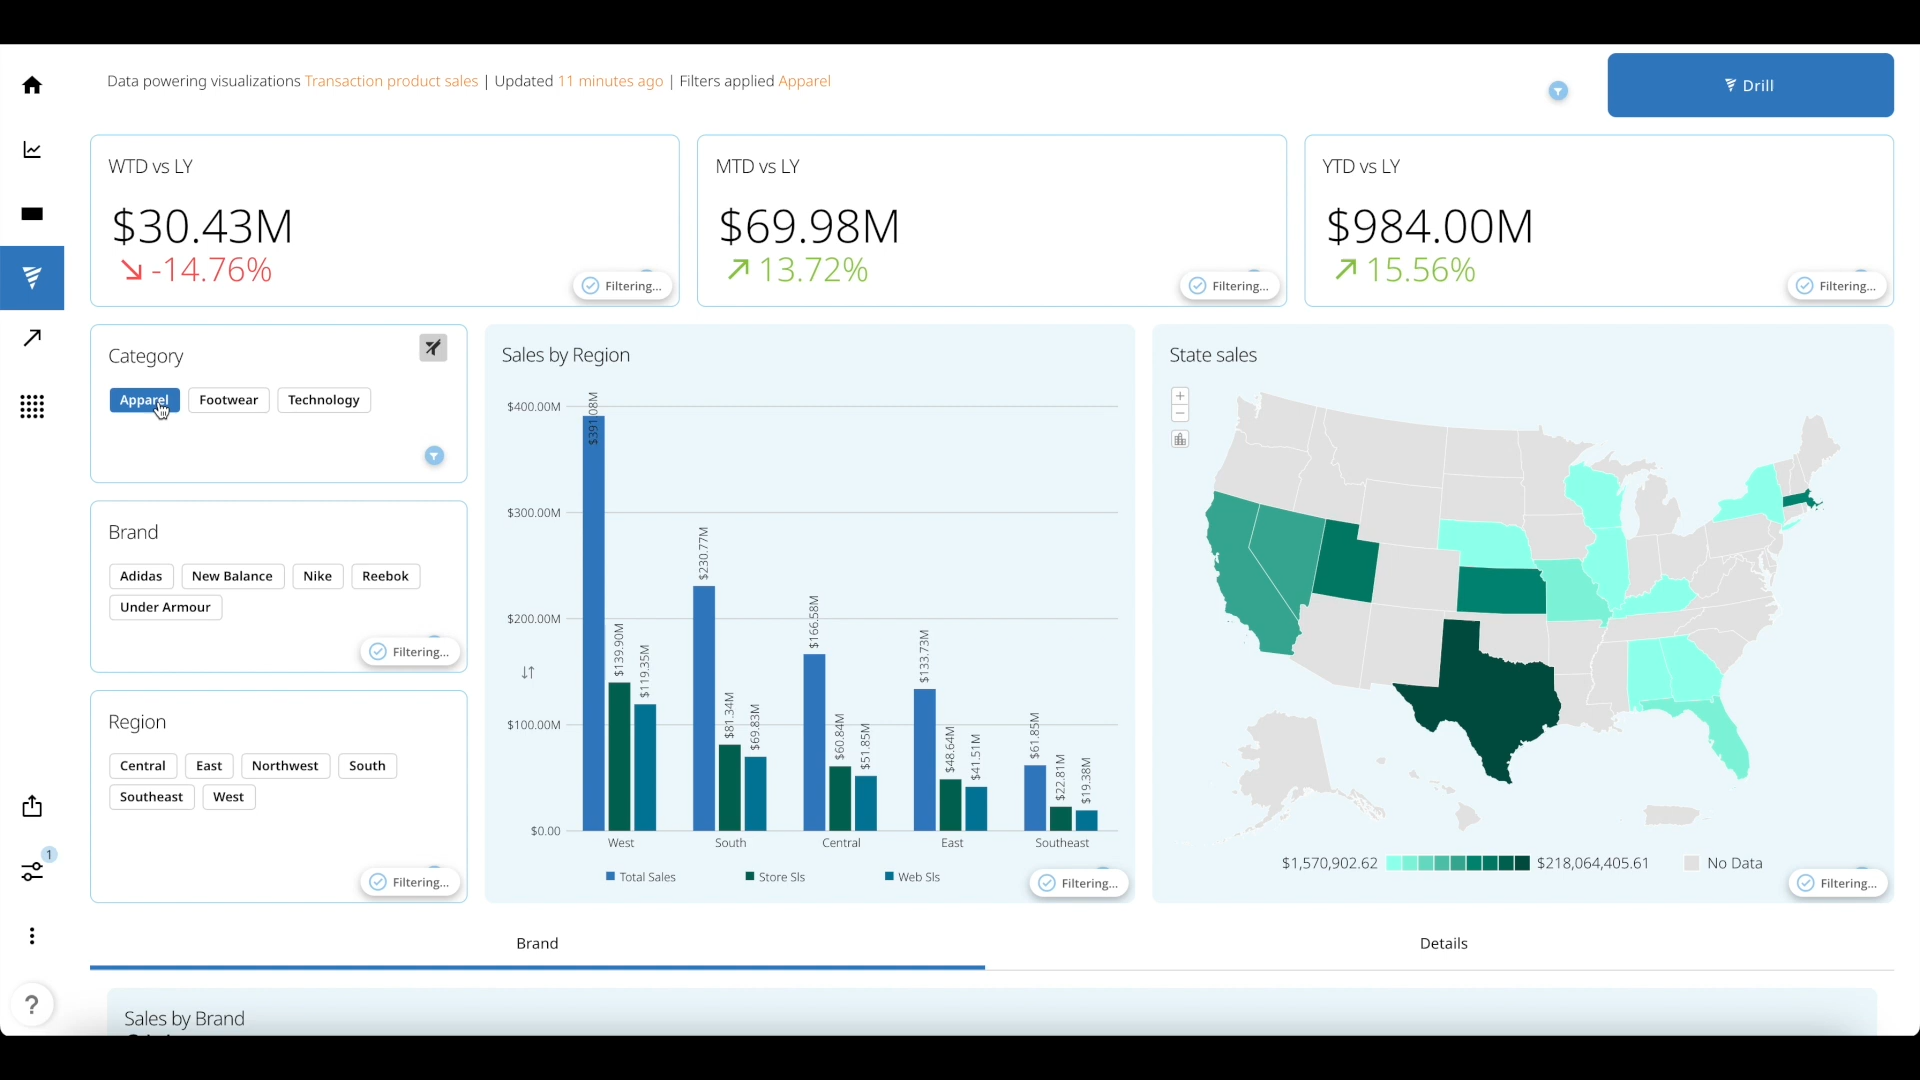 Data powering visualizations Transaction product sales | Updated 11 minutes ago | Filters applied Apparel
Drill
WTD vs LY
$30.43M
-14.76%
Filtering...
MTD vs LY
$69.98M
13.72%
Filtering...
YTD vs LY
$984.00M
15.56%
Filtering...
Category
Apparel Footwear Technology
Brand
Adidas New Balance Nike Reebok
Under Armour
Filtering...
Region
Central East Northwest South
Southeast West
Filtering...
Sales by Region
$400.00M
$300.00M
$200.00M
$100.00M
$0.00
$391.08M
$139.90M
$119.35M
$230.77M
$81.34M
$69.83M
$166.58M
$60.84M
$51.85M
$133.73M
$48.64M
$41.51M
$61.85M
$22.81M
$19.38M
West South Central East Southeast
Total Sales Store Sls Web Sls
Filtering...
State sales
+
−
$1,570,902.62 $218,064,405.61 No Data
Filtering...
1
?
Brand Details
Sales by Brand